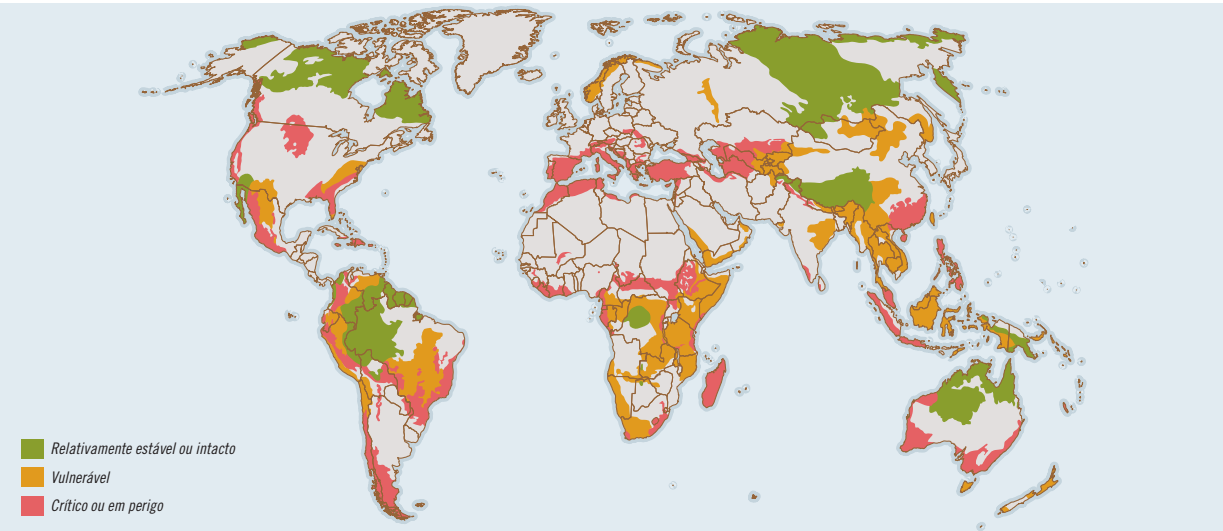 Relativamente estável ou intacto
Vulnerável
Crítico ou em perigo